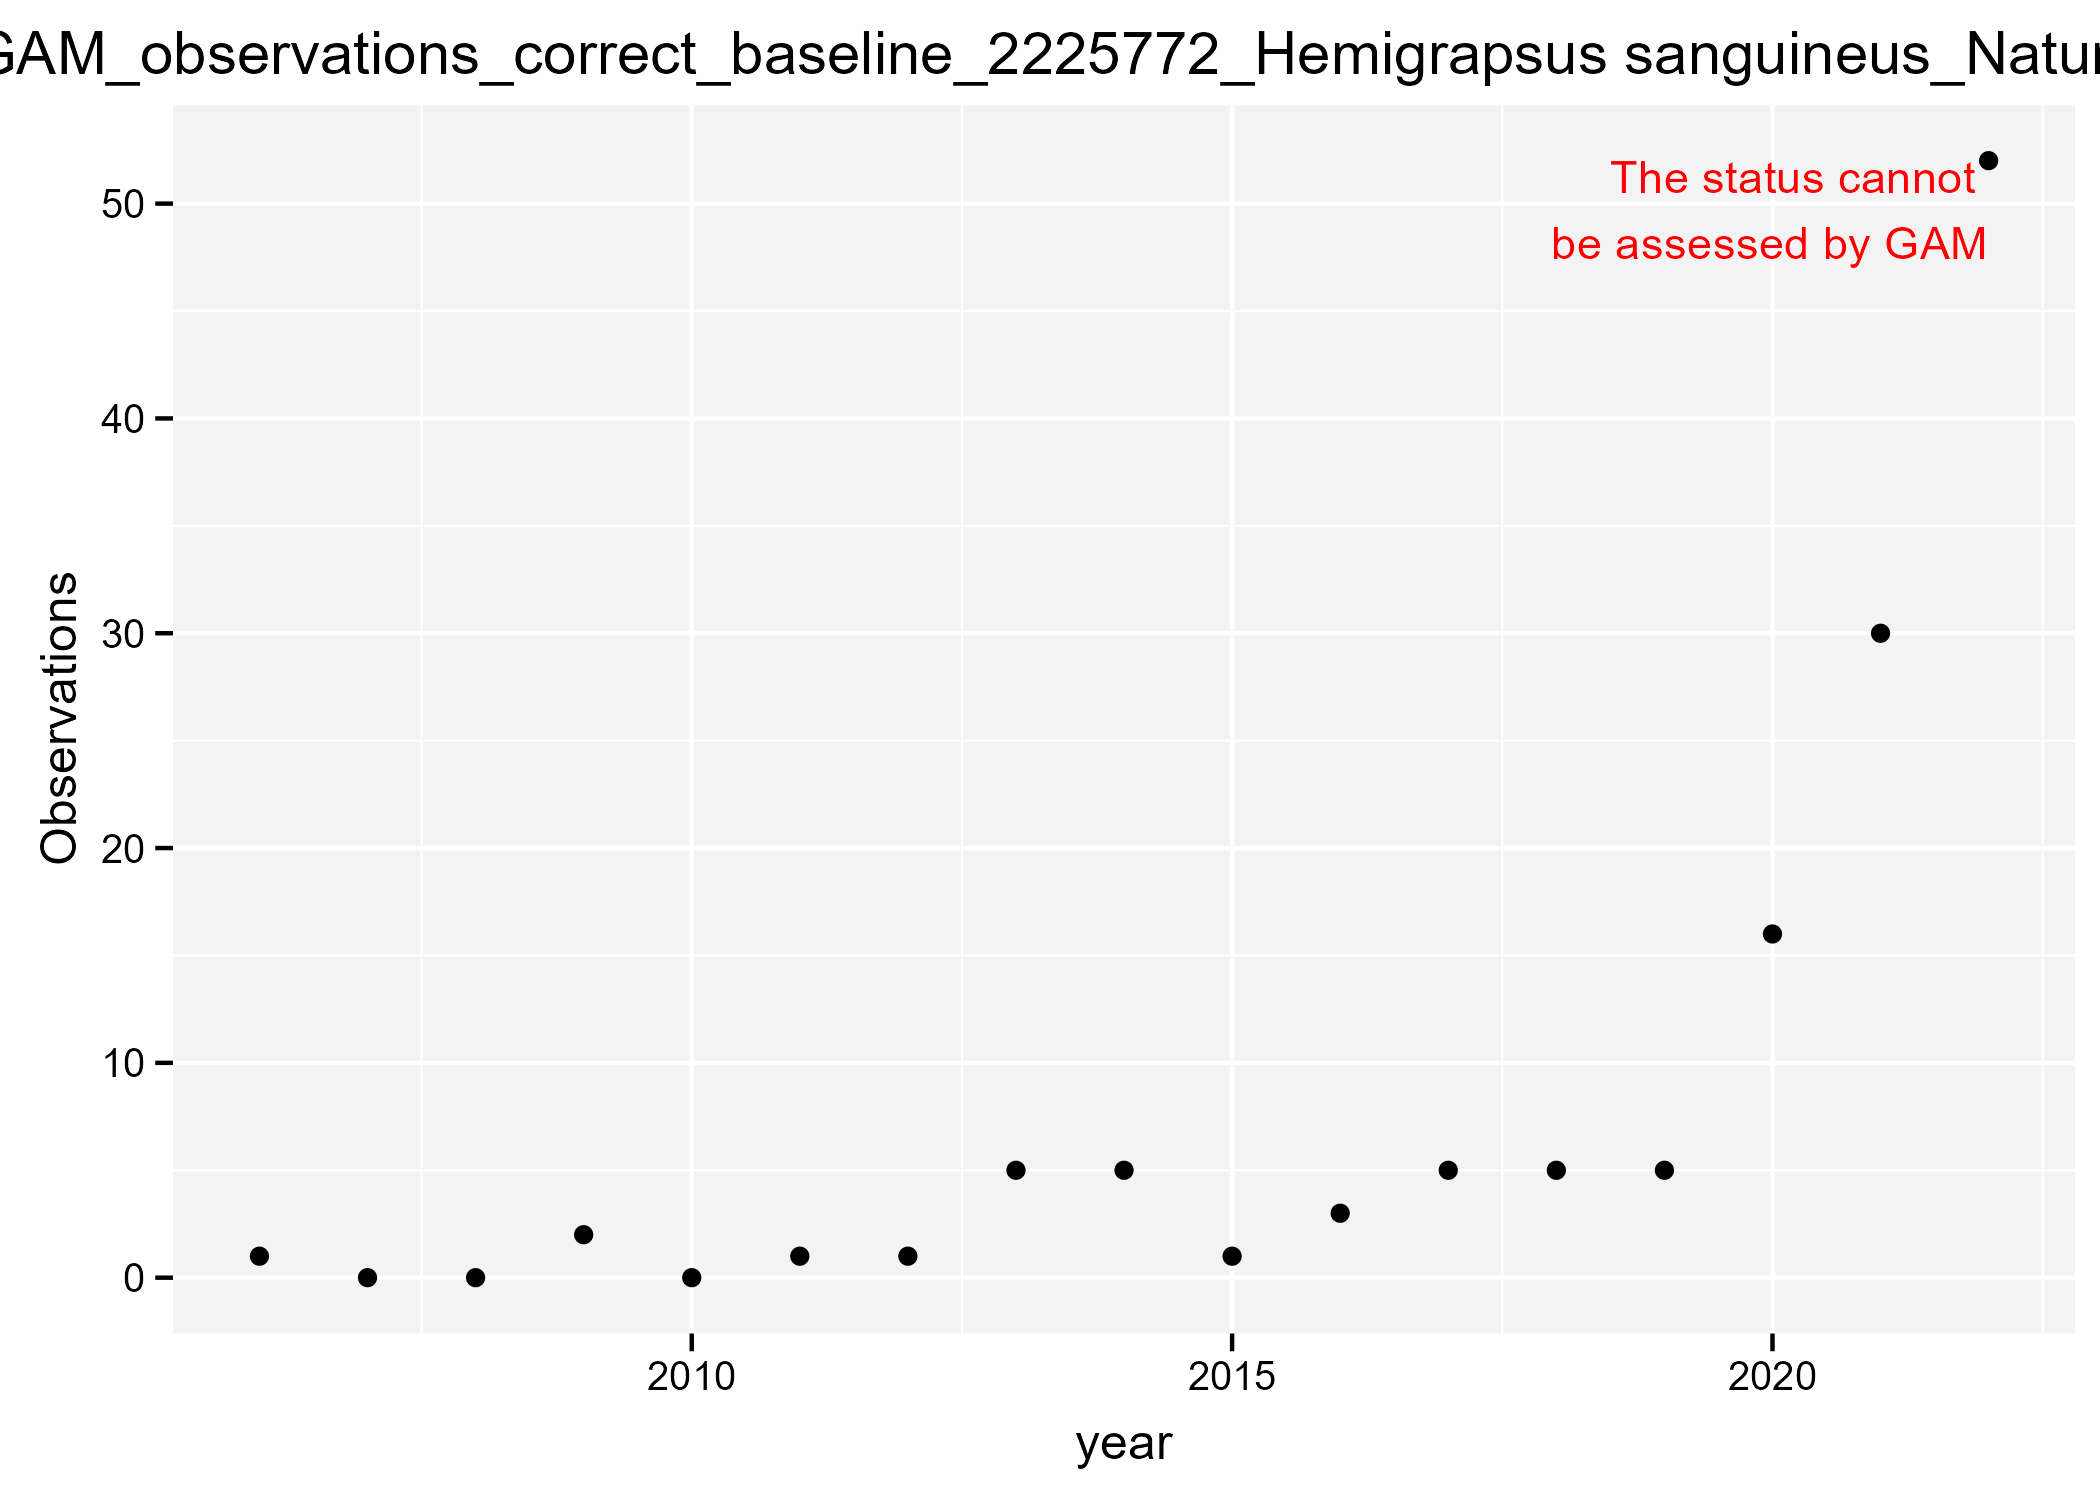 GAM_observations_correct_baseline_2225772_Hemigrapsus sanguineus_Natur
The status cannot
be assessed by GAM
50
40
30
20
10
0
Observations
2010
2015
2020
year